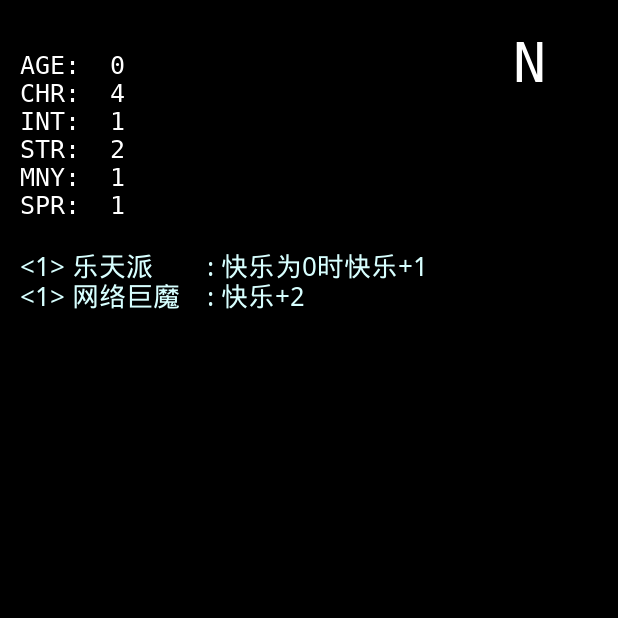 N
AGE: 0
CHR: 4
INT: 1
STR: 2
MNY: 1
SPR: 1
<1> 乐天派 : 快乐为0时快乐+1
<1> 网络巨魔 : 快乐+2